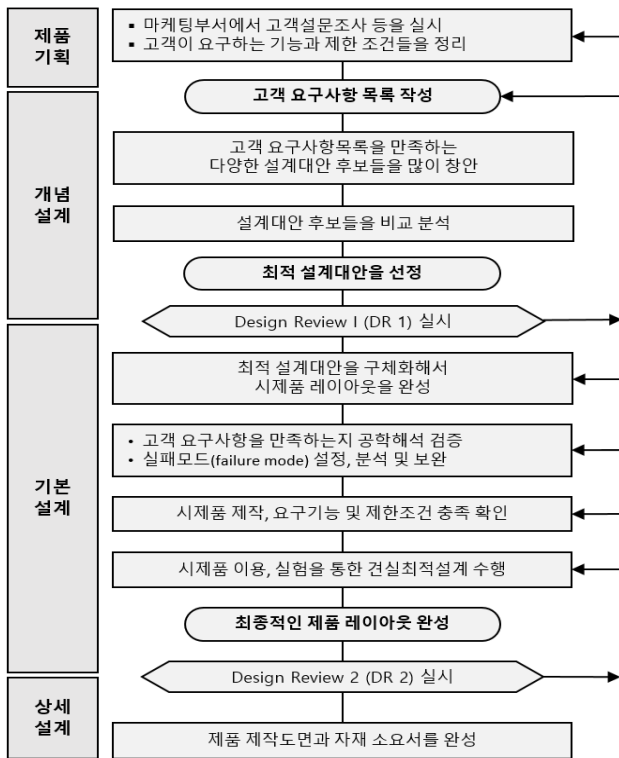 제품
기획
▪ 마케팅부서에서 고객설문조사 등을 실시
▪ 고객이 요구하는 기능과 제한 조건들을 정리
고객 요구사항 목록 작성
개념
설계
고객 요구사항목록을 만족하는
다양한 설계대안 후보들을 많이 창안
설계대안 후보들을 비교 분석
최적 설계대안을 선정
Design Review I (DR 1) 실시
기본
설계
최적 설계대안을 구체화해서
시제품 레이아웃을 완성
• 고객 요구사항을 만족하는지 공학해석 검증
• 실패모드(failure mode) 설정, 분석 및 보완
시제품 제작, 요구기능 및 제한조건 충족 확인
시제품 이용, 실험을 통한 견실최적설계 수행
최종적인 제품 레이아웃 완성
Design Review 2 (DR 2) 실시
상세
설계
제품 제작도면과 자재 소요서를 완성